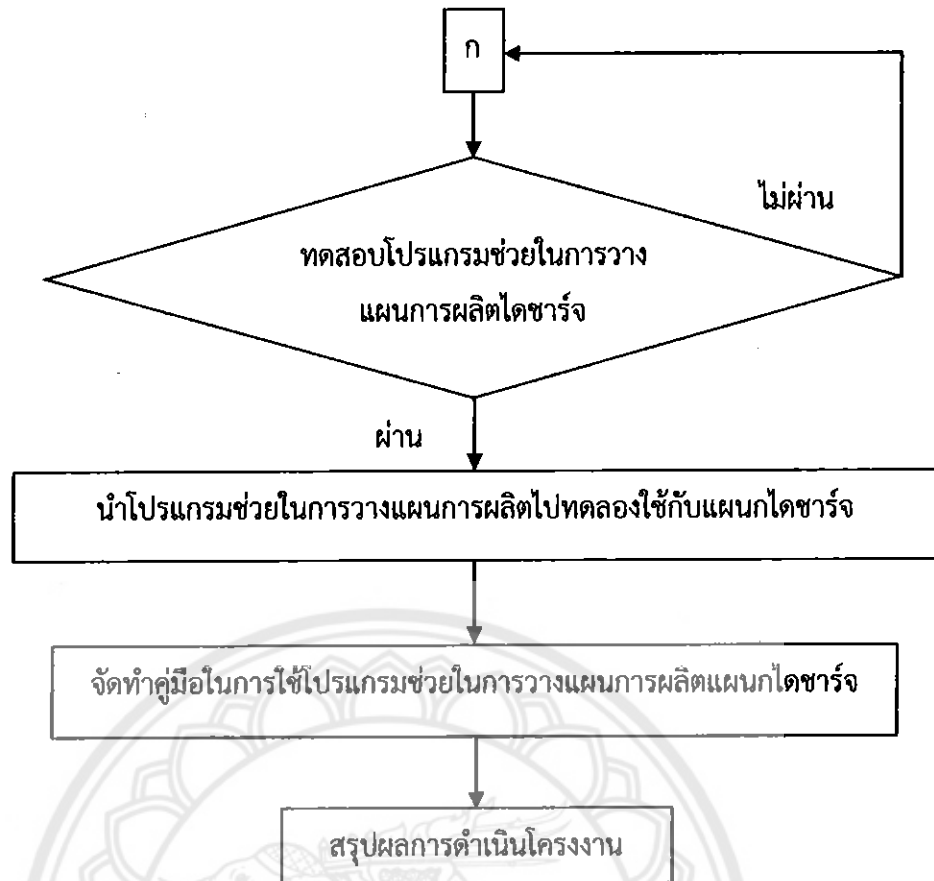 ก
ไม่ผ่าน
ทดสอบโปรแกรมช่วยในการวาง
แผนการผลิตไดชาร์จ
ผ่าน
นำโปรแกรมช่วยในการวางแผนการผลิตไปทดลองใช้กับแผนกไดชาร์จ
จัดทำคู่มือในการใช้โปรแกรมช่วยในการวางแผนการผลิตแผนกไดชาร์จ
สรุปผลการดำเนินโครงงาน